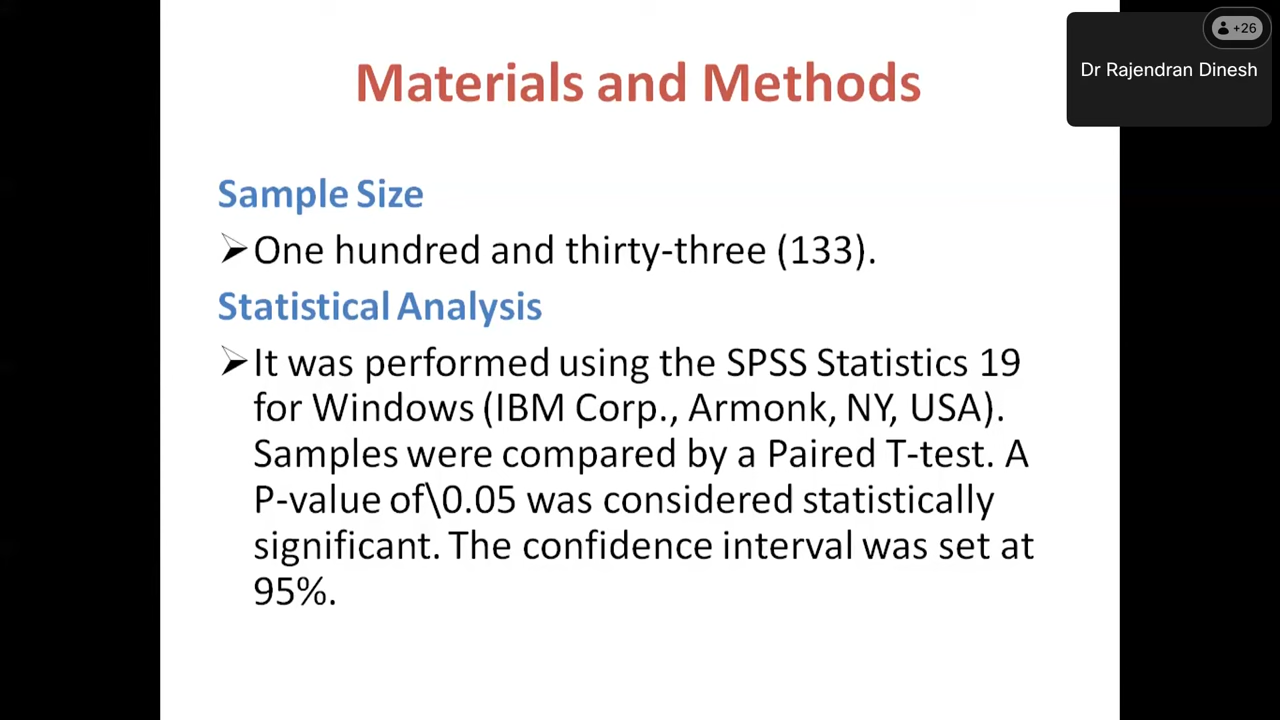 +26
Dr Rajendran Dinesh
Materials and Methods
Sample Size
➢One hundred and thirty-three (133).
Statistical Analysis
➢It was performed using the SPSS Statistics 19
for Windows (IBM Corp., Armonk, NY, USA).
Samples were compared by a Paired T-test. A
P-value of\0.05 was considered statistically
significant. The confidence interval was set at
95%.